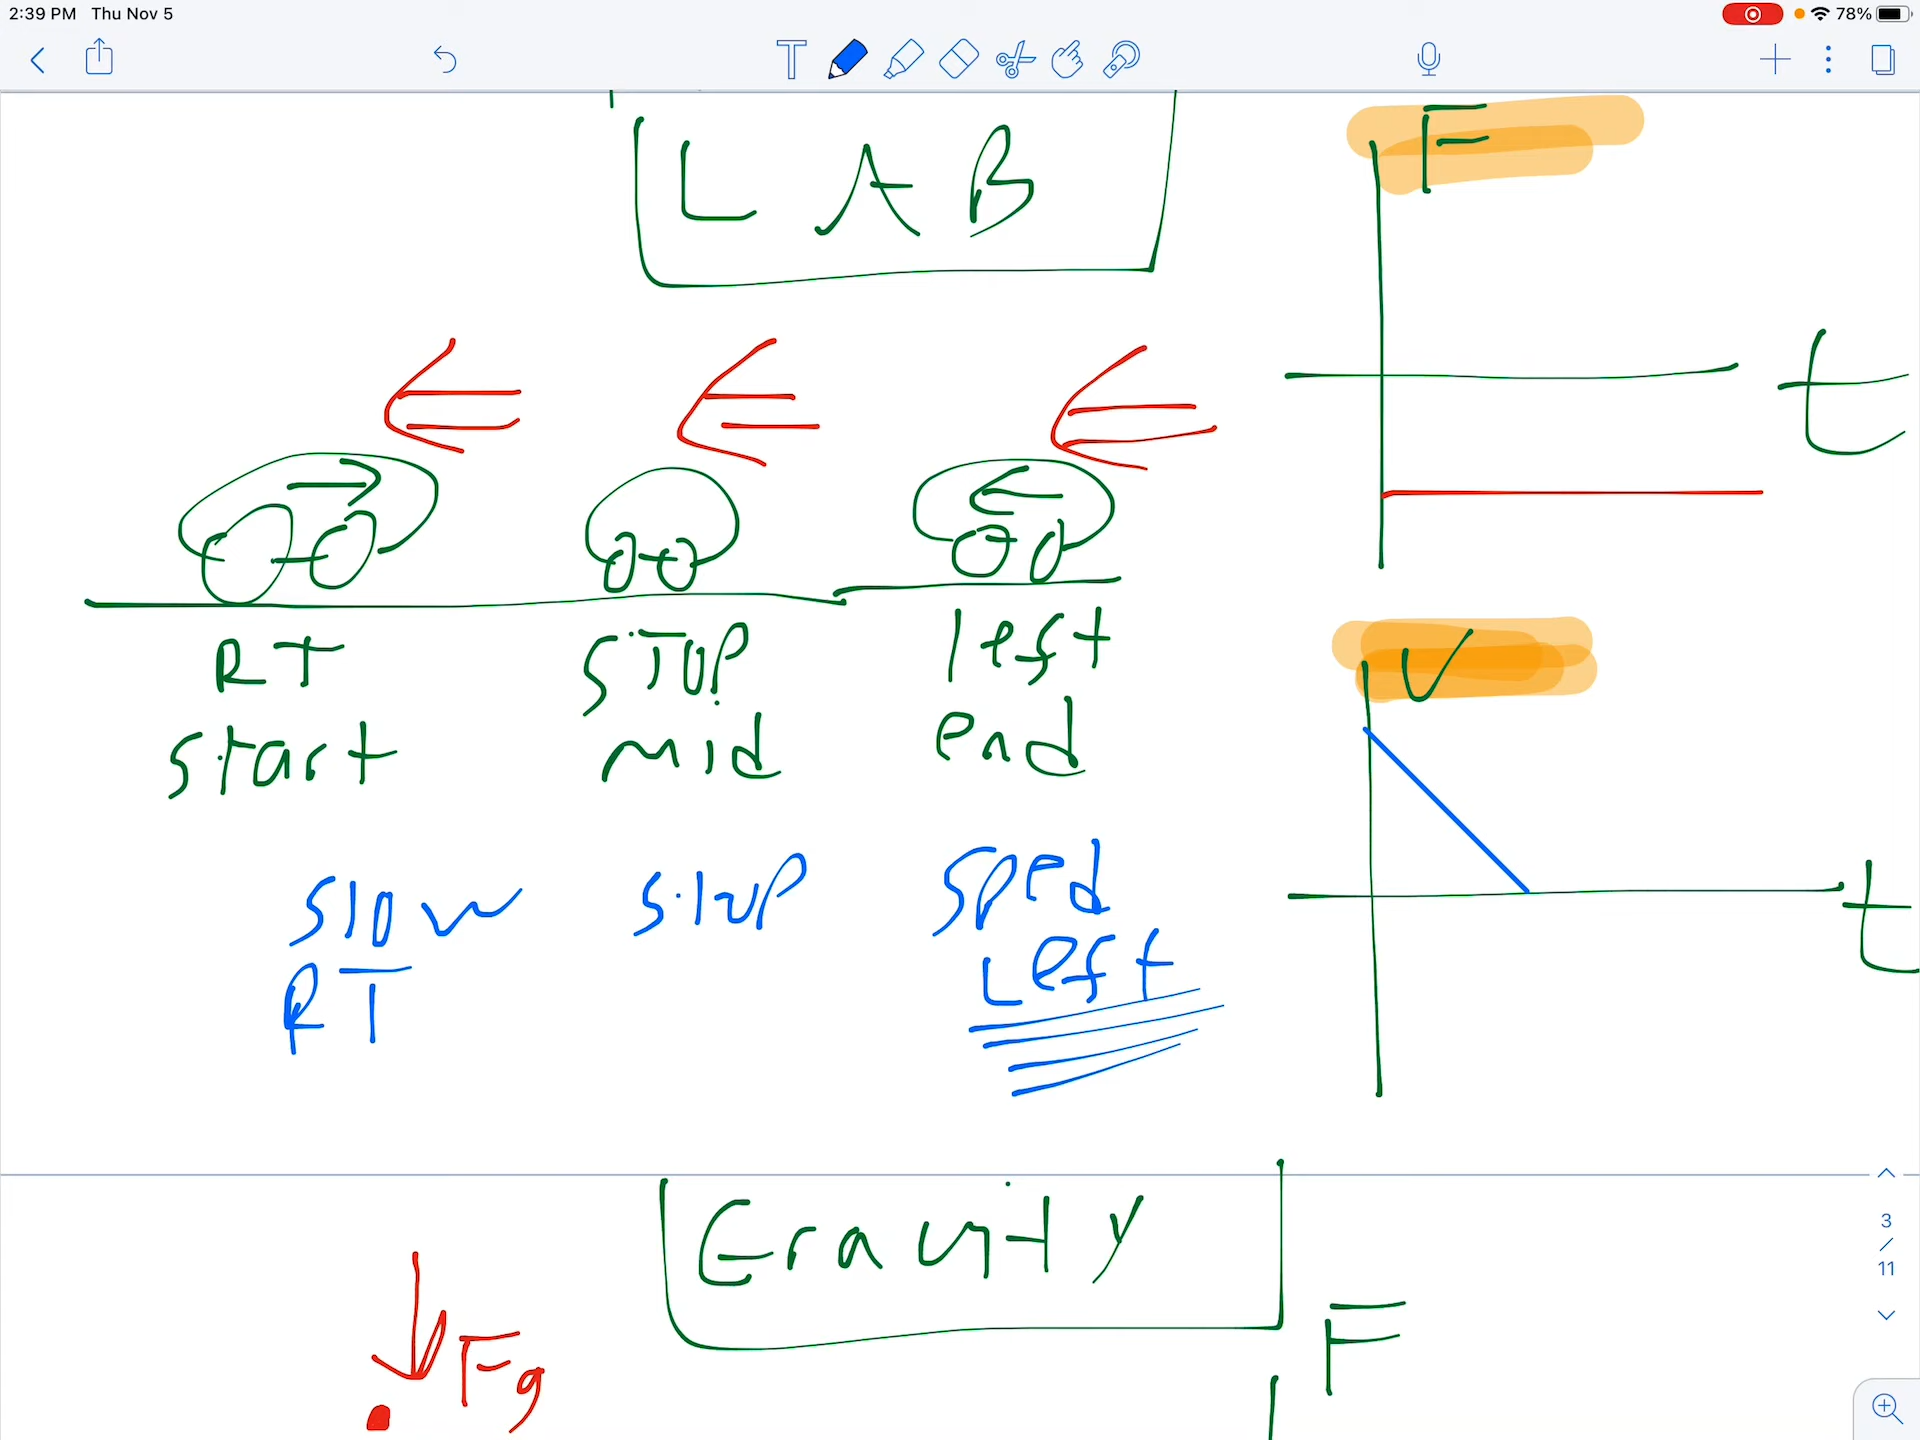 2:39 PM Thu Nov 5
78%
T
LAB
F
t
RT
start
STOP
mid
left
end
V
t
Slow
RT
Stop
Sped
Left
3
/
11
Gravity
Fg
F